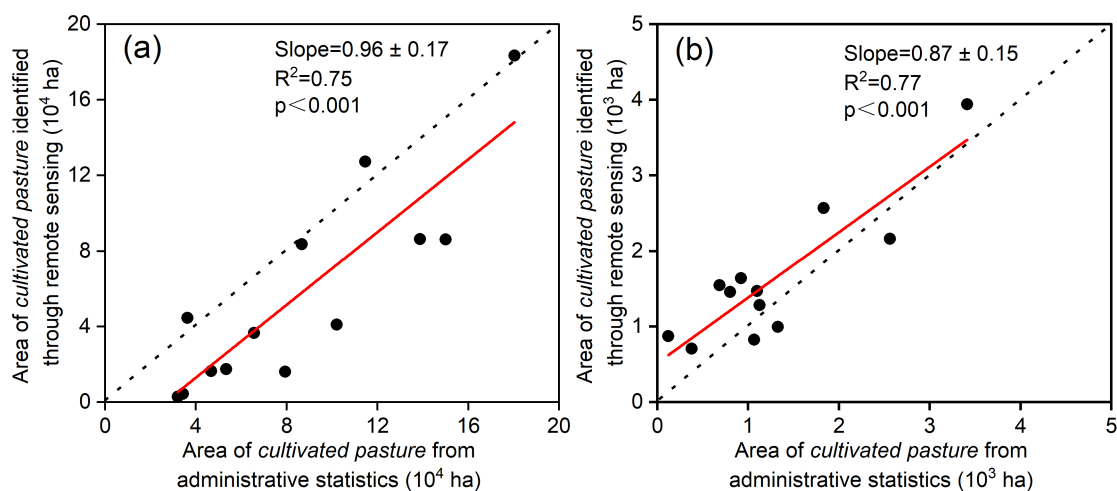 (a)
Slope=0.96 ± 0.17
R²=0.75
p＜0.001
20
16
12
8
4
0
0 4 8 12 16 20
Area of cultivated pasture identified
through remote sensing (10⁴ ha)
Area of cultivated pasture from
administrative statistics (10⁴ ha)
(b)
Slope=0.87 ± 0.15
R²=0.77
p＜0.001
5
4
3
2
1
0
0 1 2 3 4 5
Area of cultivated pasture identified
through remote sensing (10³ ha)
Area of cultivated pasture from
administrative statistics (10³ ha)